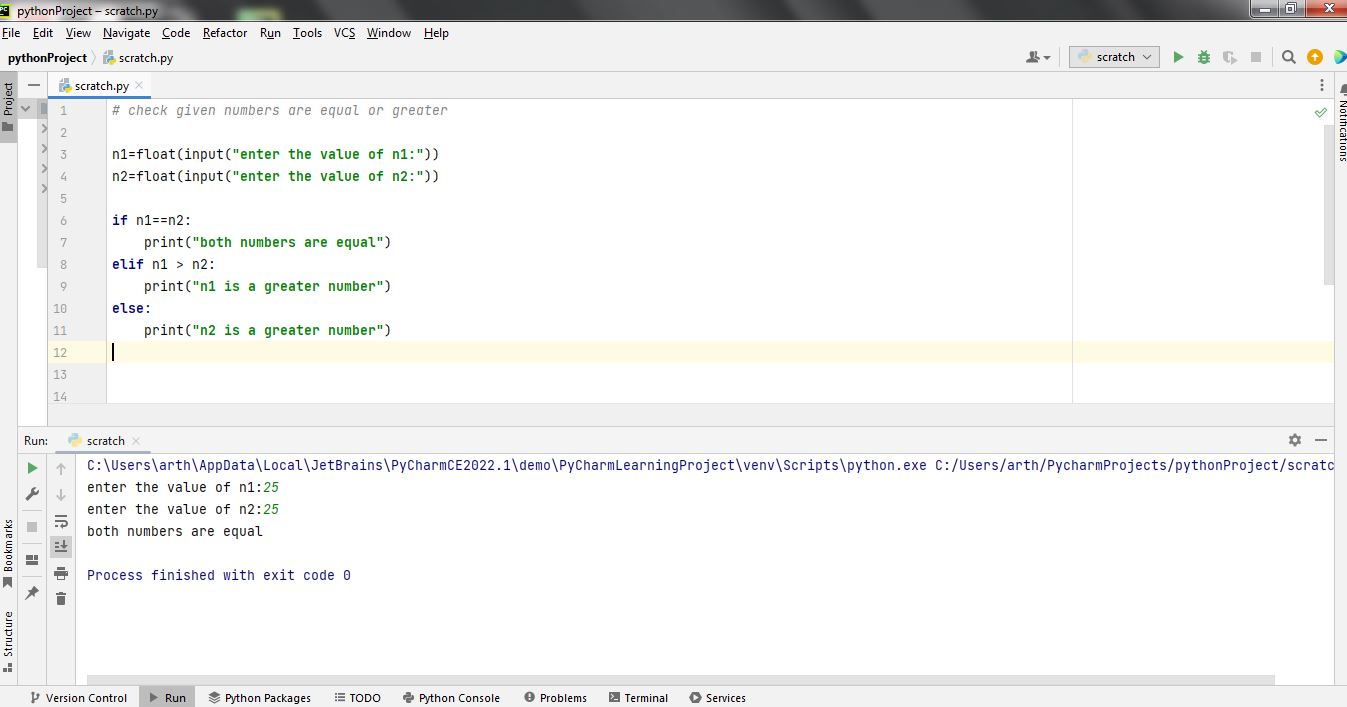 PC pythonProject – scratch.py
File Edit View Navigate Code Refactor Run Tools VCS Window Help
pythonProject scratch.py scratch
Project
scratch.py
Notifications
1 # check given numbers are equal or greater
2
3 n1=float(input("enter the value of n1:"))
4 n2=float(input("enter the value of n2:"))
5
6 if n1==n2:
7 print("both numbers are equal")
8 elif n1 > n2:
9 print("n1 is a greater number")
10 else:
11 print("n2 is a greater number")
12
13
14
Run: scratch
C:\Users\arth\AppData\Local\JetBrains\PyCharmCE2022.1\demo\PyCharmLearningProject\venv\Scripts\python.exe C:/Users/arth/PycharmProjects/pythonProject/scratc
enter the value of n1:25
enter the value of n2:25
both numbers are equal
Process finished with exit code 0
Bookmarks
Structure
Version Control Run Python Packages TODO Python Console Problems Terminal Services